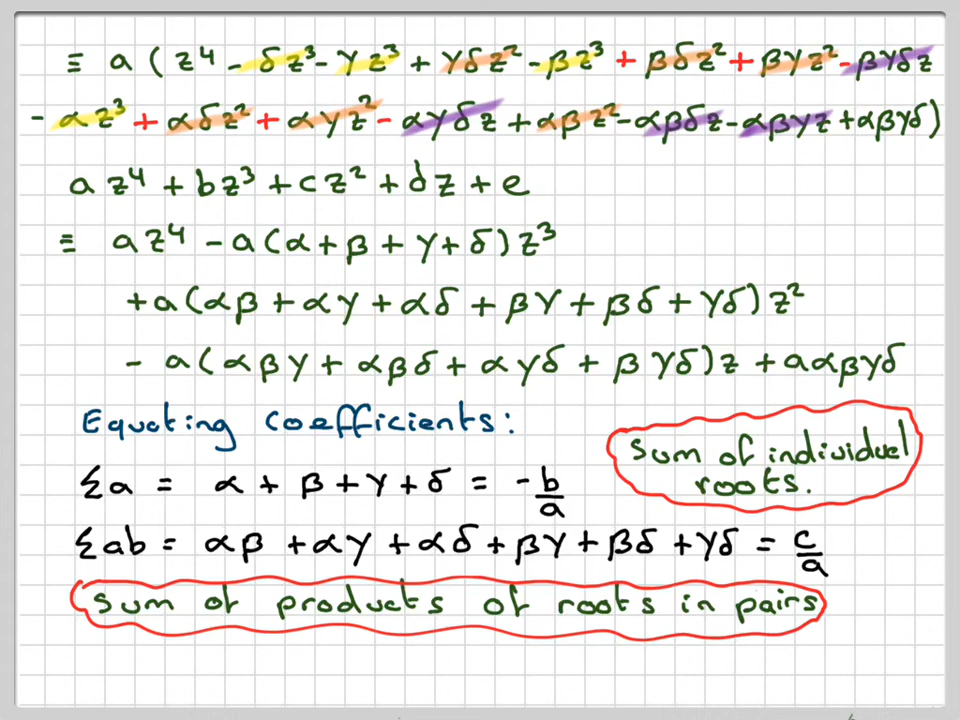 ≡ a (z⁴ - δz³ - γz³ + γδz² - βz³ + βδz² + βγz² - βγδz
- αz³ + αδz² + αγz² - αγδz + αβz² - αβδz - αβγz + αβγδ)
az⁴ + bz³ + cz² + dz + e
≡ az⁴ - a(α + β + γ + δ)z³
+ a(αβ + αγ + αδ + βγ + βδ + γδ)z²
- a(αβγ + αβδ + αγδ + βγδ)z + aαβγδ
Equating coefficients:
sum of individual
roots.
Σa = α + β + γ + δ = -b/a
Σab = αβ + αγ + αδ + βγ + βδ + γδ = c/a
sum of products of roots in pairs